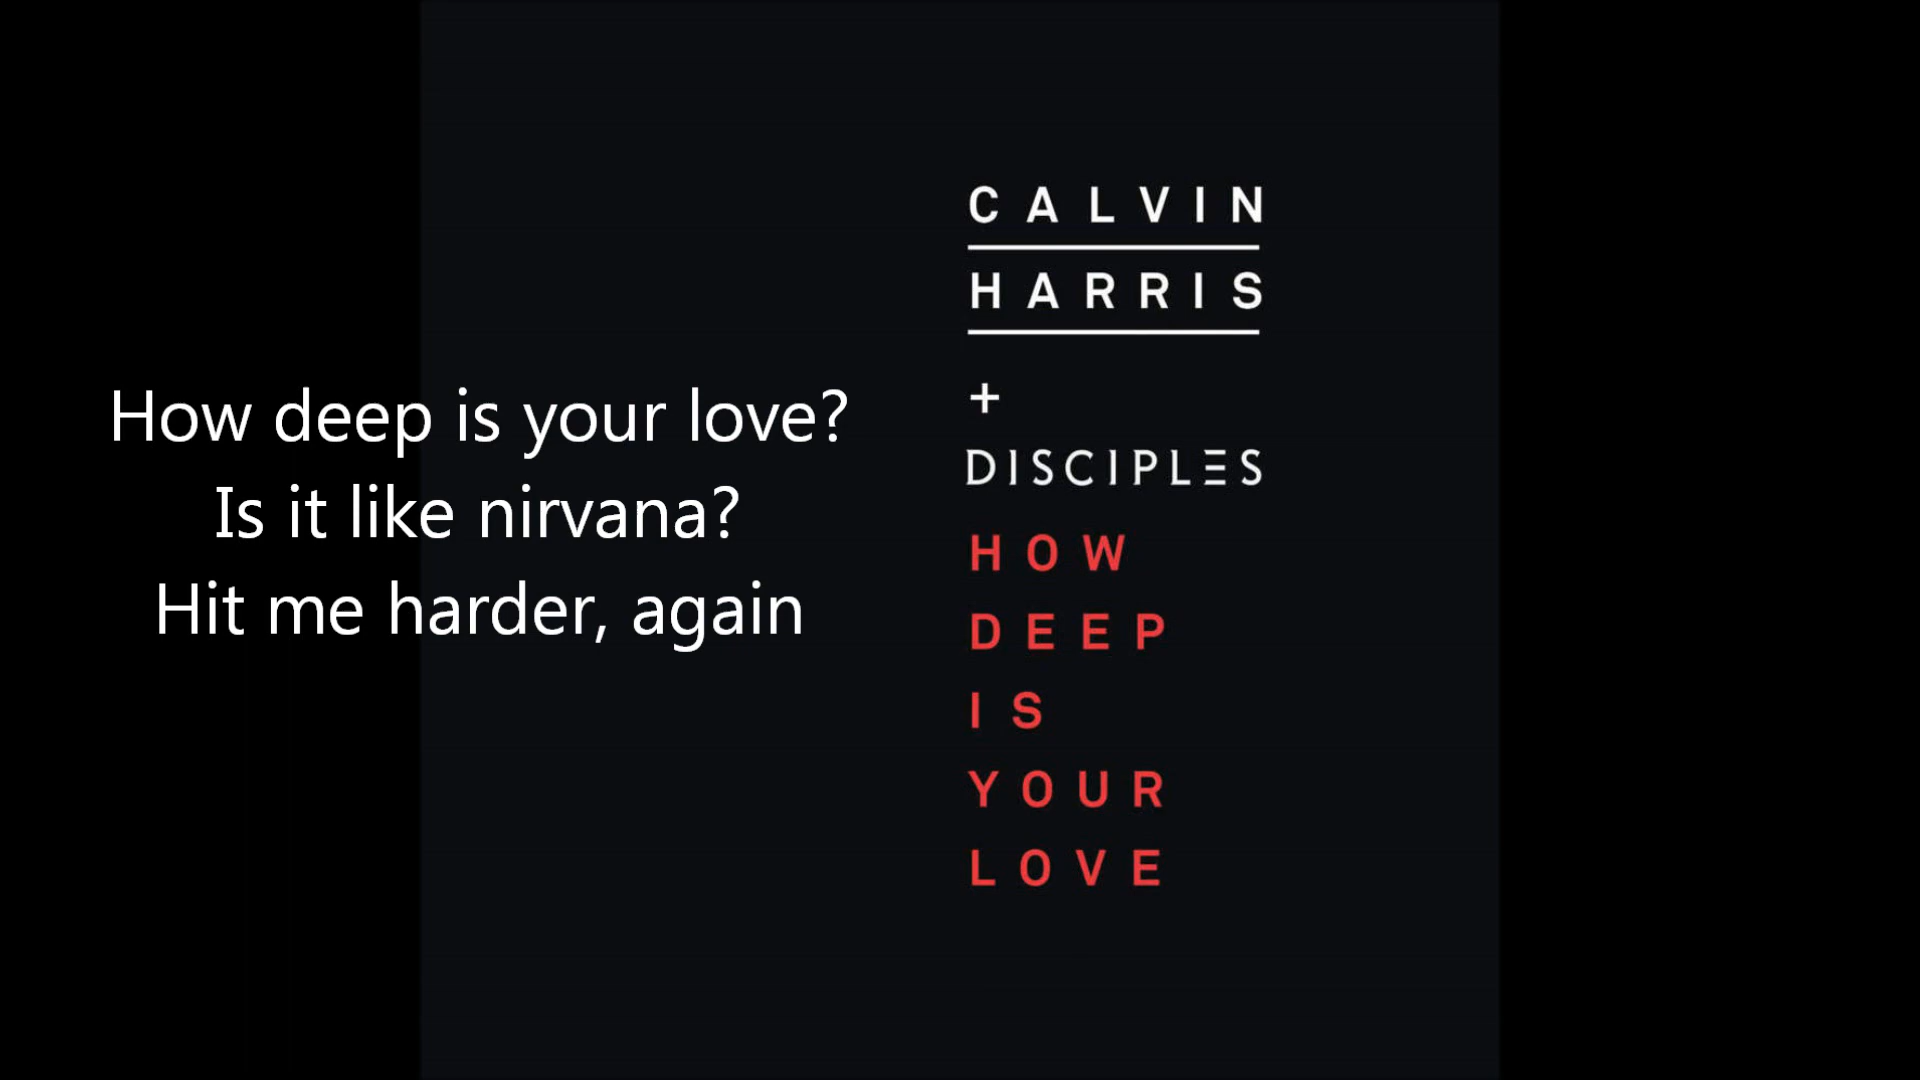 How deep is your love?
Is it like nirvana?
Hit me harder, again
CALVIN
HARRIS
+
DISCIPLES
HOW
DEEP
IS
YOUR
LOVE